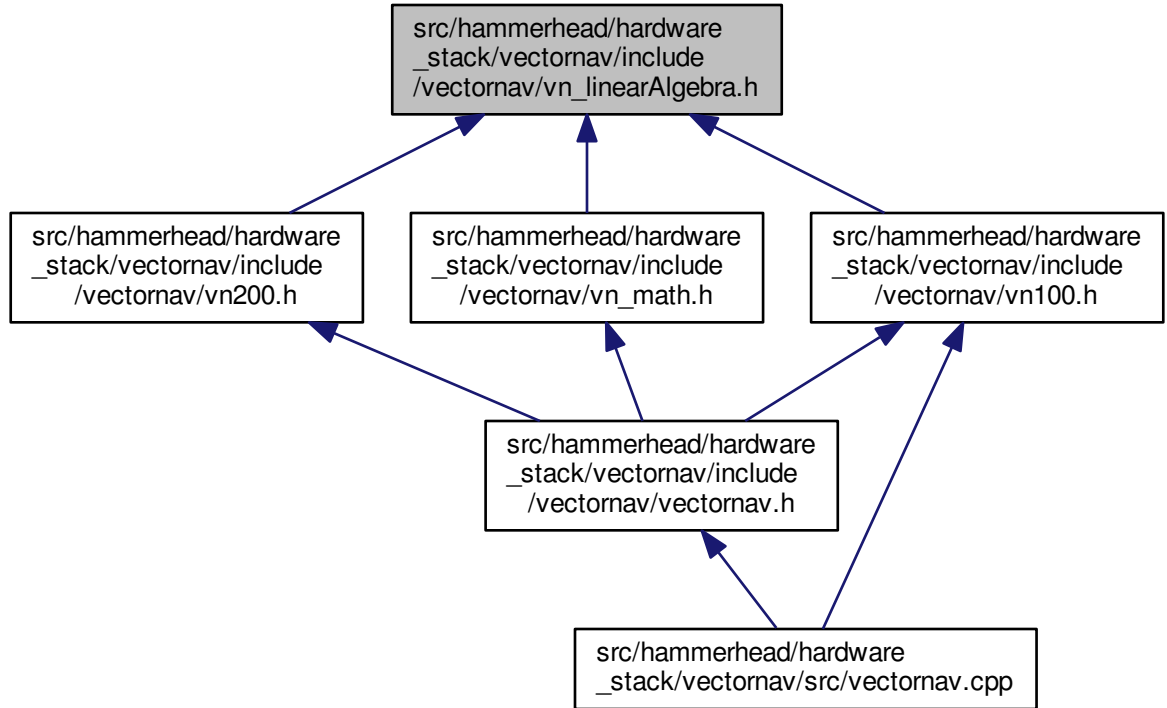 src/hammerhead/hardware
_stack/vectornav/include
/vectornav/vn_linearAlgebra.h
src/hammerhead/hardware
_stack/vectornav/include
/vectornav/vn200.h
src/hammerhead/hardware
_stack/vectornav/include
/vectornav/vn_math.h
src/hammerhead/hardware
_stack/vectornav/include
/vectornav/vn100.h
src/hammerhead/hardware
_stack/vectornav/include
/vectornav/vectornav.h
src/hammerhead/hardware
_stack/vectornav/src/vectornav.cpp